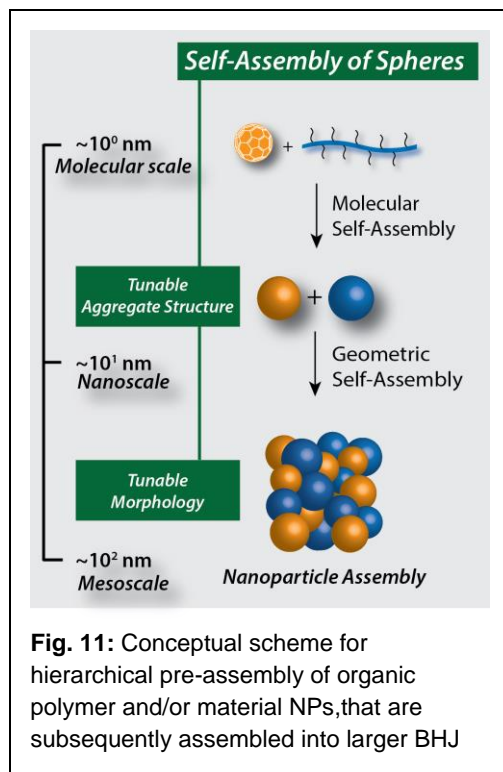 Self-Assembly of Spheres
~10⁰ nm
Molecular scale
+
Molecular
Self-Assembly
Tunable
Aggregate Structure
+
Geometric
Self-Assembly
~10¹ nm
Nanoscale
Tunable
Morphology
~10² nm
Mesoscale
Nanoparticle Assembly
Fig. 11: Conceptual scheme for
hierarchical pre-assembly of organic
polymer and/or material NPs,that are
subsequently assembled into larger BHJ